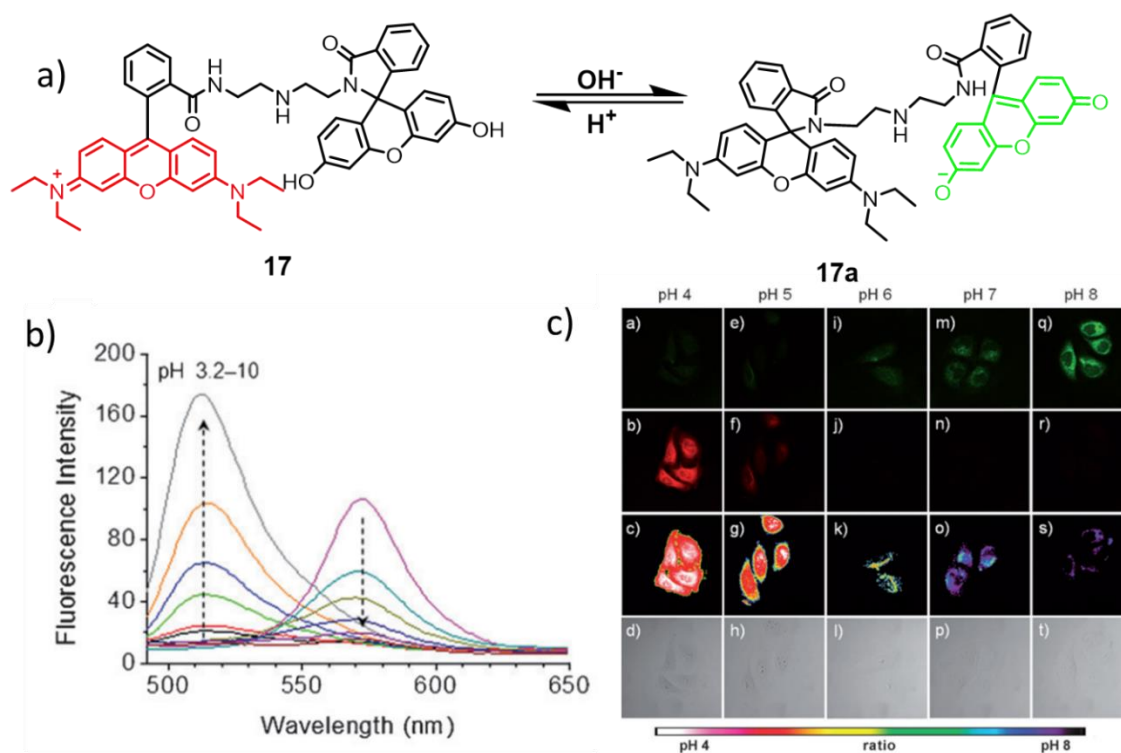 a)
O
N
H
N
H
O
N
N
+
O
N
HO
O
OH
OH-
H+
O
N
N
O
N
N
H
O
NH
O
O
O
-
17
17a
b)
200
160
120
80
40
0
Fluorescence Intensity
pH 3.2–10
500 550 600 650
Wavelength (nm)
c)
pH 4 pH 5 pH 6 pH 7 pH 8
a) e) i) m) q)
b) f) j) n) r)
c) g) k) o) s)
d) h) l) p) t)
pH 4 ratio pH 8